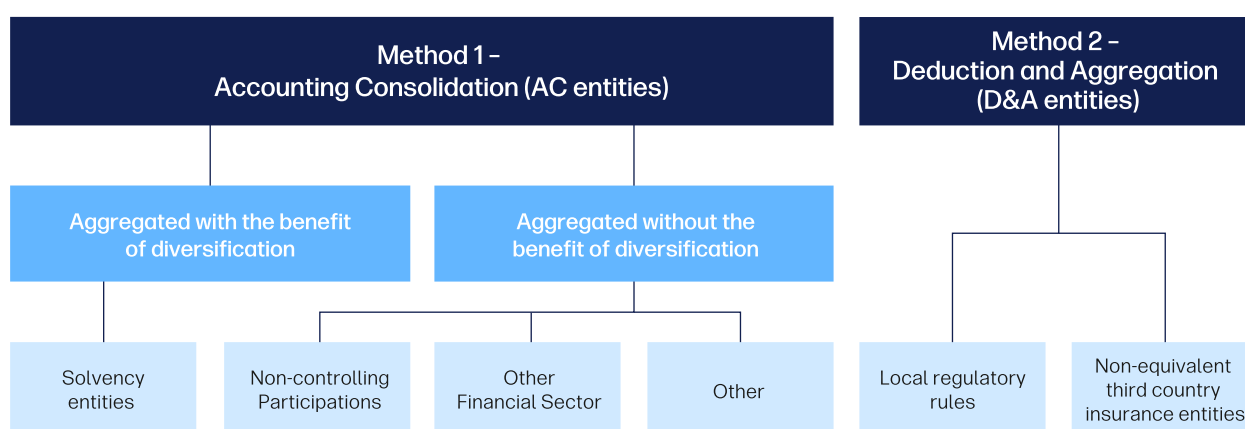 Method 1 –
Accounting Consolidation (AC entities)
Method 2 –
Deduction and Aggregation
(D&A entities)
Aggregated with the benefit
of diversification
Aggregated without the
benefit of diversification
Solvency
entities
Non-controlling
Participations
Other
Financial Sector
Other
Local regulatory
rules
Non-equivalent
third country
insurance entities